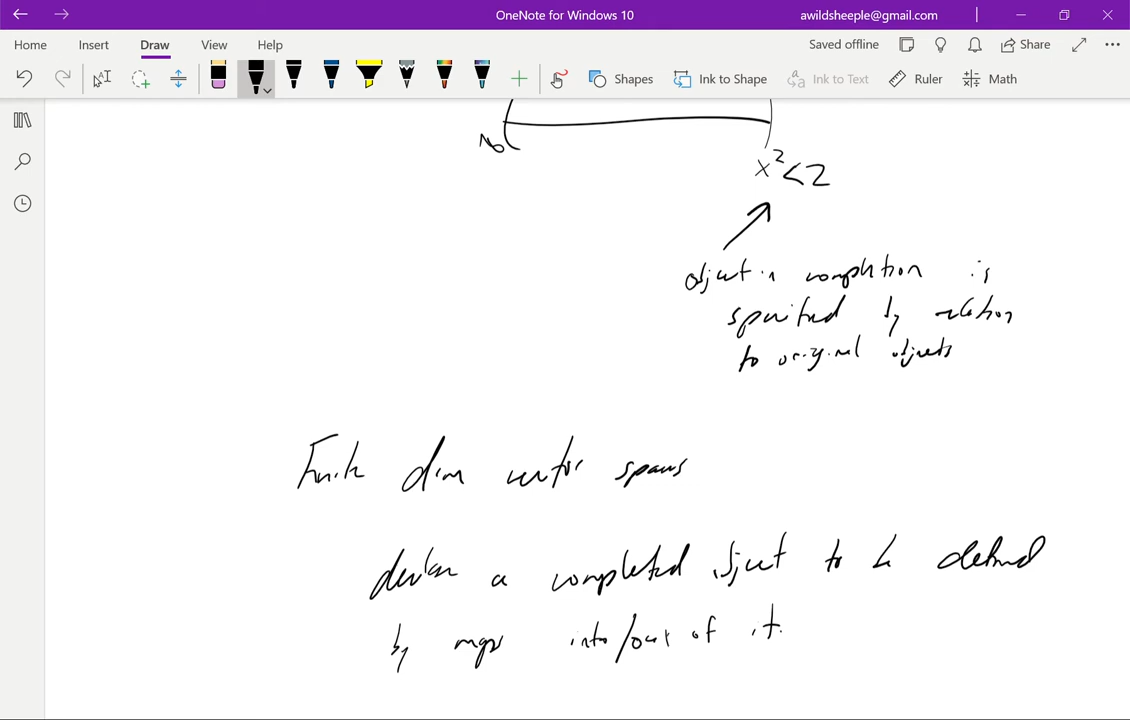 OneNote for Windows 10
awildsheeple@gmail.com
Home Insert Draw View Help
Saved offline
Share
Shapes
Ink to Shape
Ink to Text
Ruler
Math
x²<2
object in completion is
specified by relation
to original objects
Finite dim vector spaces
declare a completed object to be defined
by maps into/out of it.